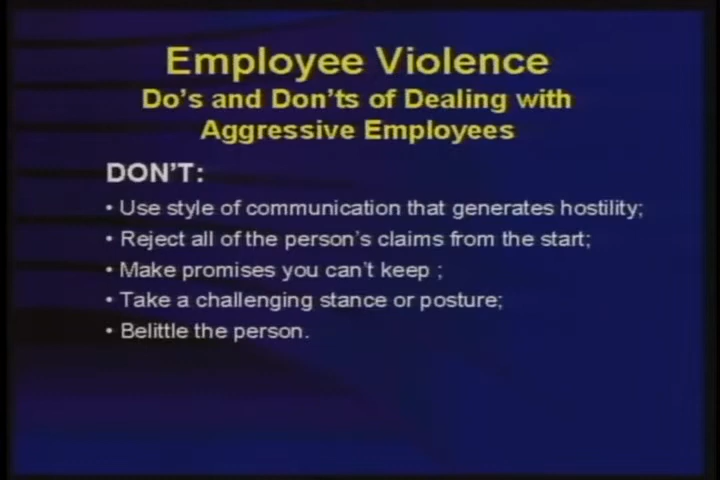 Employee Violence
Do's and Don'ts of Dealing with
Aggressive Employees
DON'T:
• Use style of communication that generates hostility;
• Reject all of the person's claims from the start;
• Make promises you can't keep ;
• Take a challenging stance or posture;
• Belittle the person.